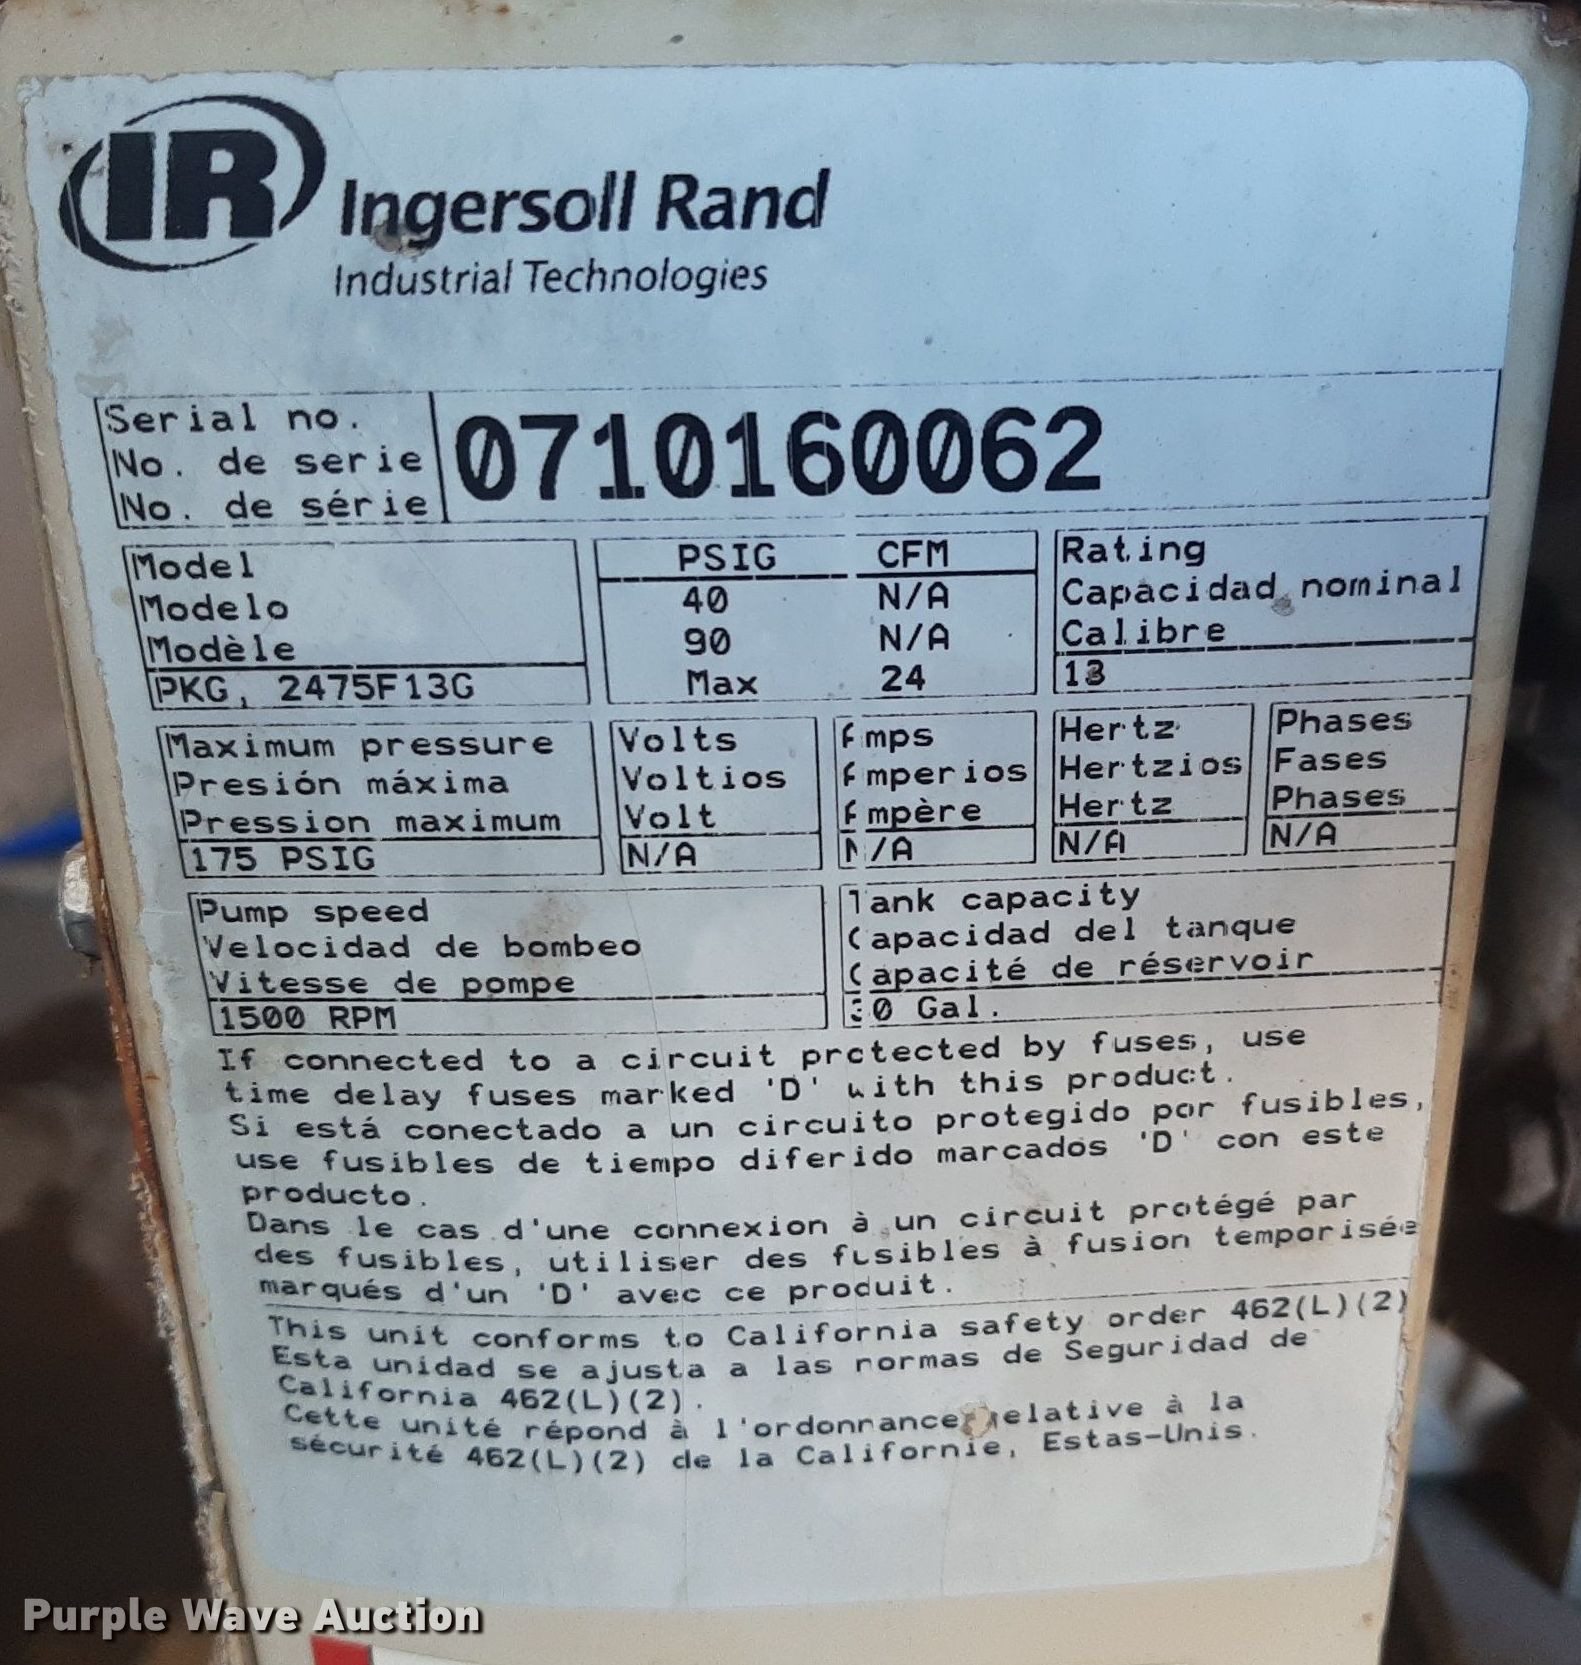 IR Ingersoll Rand
Industrial Technologies
Serial no.
No. de serie
No. de série
0710160062
Model
Modelo
Modèle
PKG, 2475F13G
PSIG CFM
40 N/A
90 N/A
Max 24
Rating
Capacidad nominal
Calibre
13
Maximum pressure
Presión máxima
Pression maximum
175 PSIG
Volts
Voltios
Volt
N/A
Amps
Amperios
Ampère
N/A
Hertz
Hertzios
Hertz
N/A
Phases
Fases
Phases
N/A
Pump speed
Velocidad de bombeo
Vitesse de pompe
1500 RPM
Tank capacity
Capacidad del tanque
Capacité de réservoir
30 Gal.
If connected to a circuit protected by fuses, use
time delay fuses marked 'D' with this product.
Si está conectado a un circuito protegido por fusibles,
use fusibles de tiempo diferido marcados 'D' con este
producto.
Dans le cas d'une connexion à un circuit protégé par
des fusibles, utiliser des fusibles à fusion temporisée
marqués d'un 'D' avec ce produit.
This unit conforms to California safety order 462(L)(2)
Esta unidad se ajusta a las normas de Seguridad de
California 462(L)(2).
Cette unité répond à l'ordonnance relative à la
sécurité 462(L)(2) de la Californie, Estas-Unis.
Purple Wave Auction